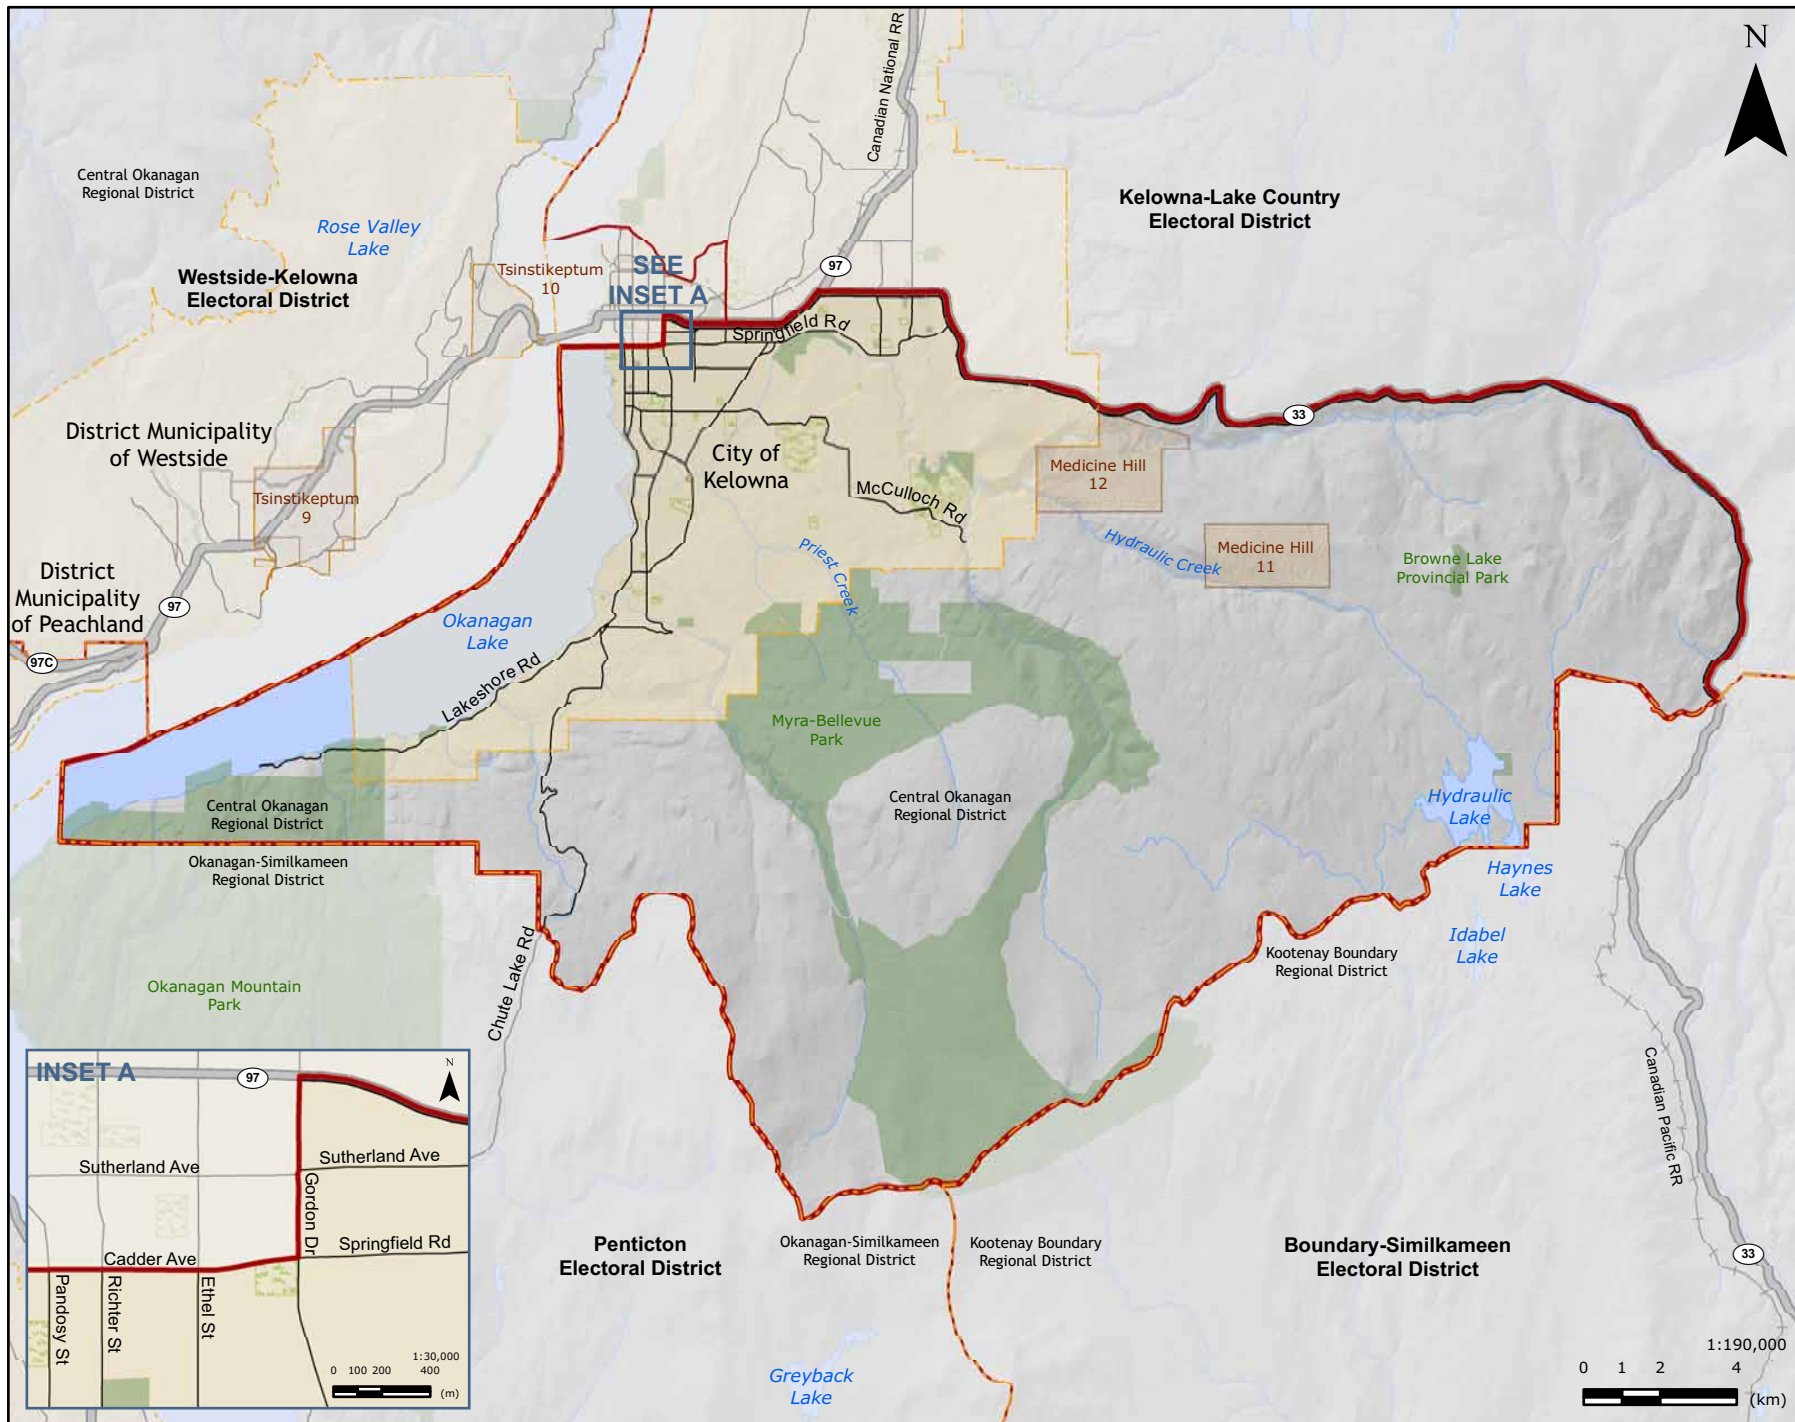 N
Canadian National RR
Central Okanagan
Regional District
Kelowna-Lake Country
Electoral District
Rose Valley
Lake
Westside-Kelowna
Electoral District
Tsinstikeptum
10
SEE
INSET A
97
Springfield Rd
33
District Municipality
of Westside
City of
Kelowna
Medicine Hill
12
McCulloch Rd
Tsinstikeptum
9
Priest Creek
Hydraulic Creek
Medicine Hill
11
Browne Lake
Provincial Park
District
Municipality
of Peachland
97
97C
Okanagan
Lake
Lakeshore Rd
Myra-Bellevue
Park
Central Okanagan
Regional District
Central Okanagan
Regional District
Hydraulic
Lake
Okanagan-Similkameen
Regional District
Haynes
Lake
Idabel
Lake
Chute Lake Rd
Kootenay Boundary
Regional District
Okanagan Mountain
Park
Canadian Pacific RR
INSET A
97
N
Sutherland Ave
Sutherland Ave
Gordon Dr
Cadder Ave
Springfield Rd
Pandosy St
Richter St
Ethel St
1:30,000
0 100 200 400
(m)
Penticton
Electoral District
Okanagan-Similkameen
Regional District
Kootenay Boundary
Regional District
Boundary-Similkameen
Electoral District
33
Greyback
Lake
1:190,000
0 1 2 4
(km)